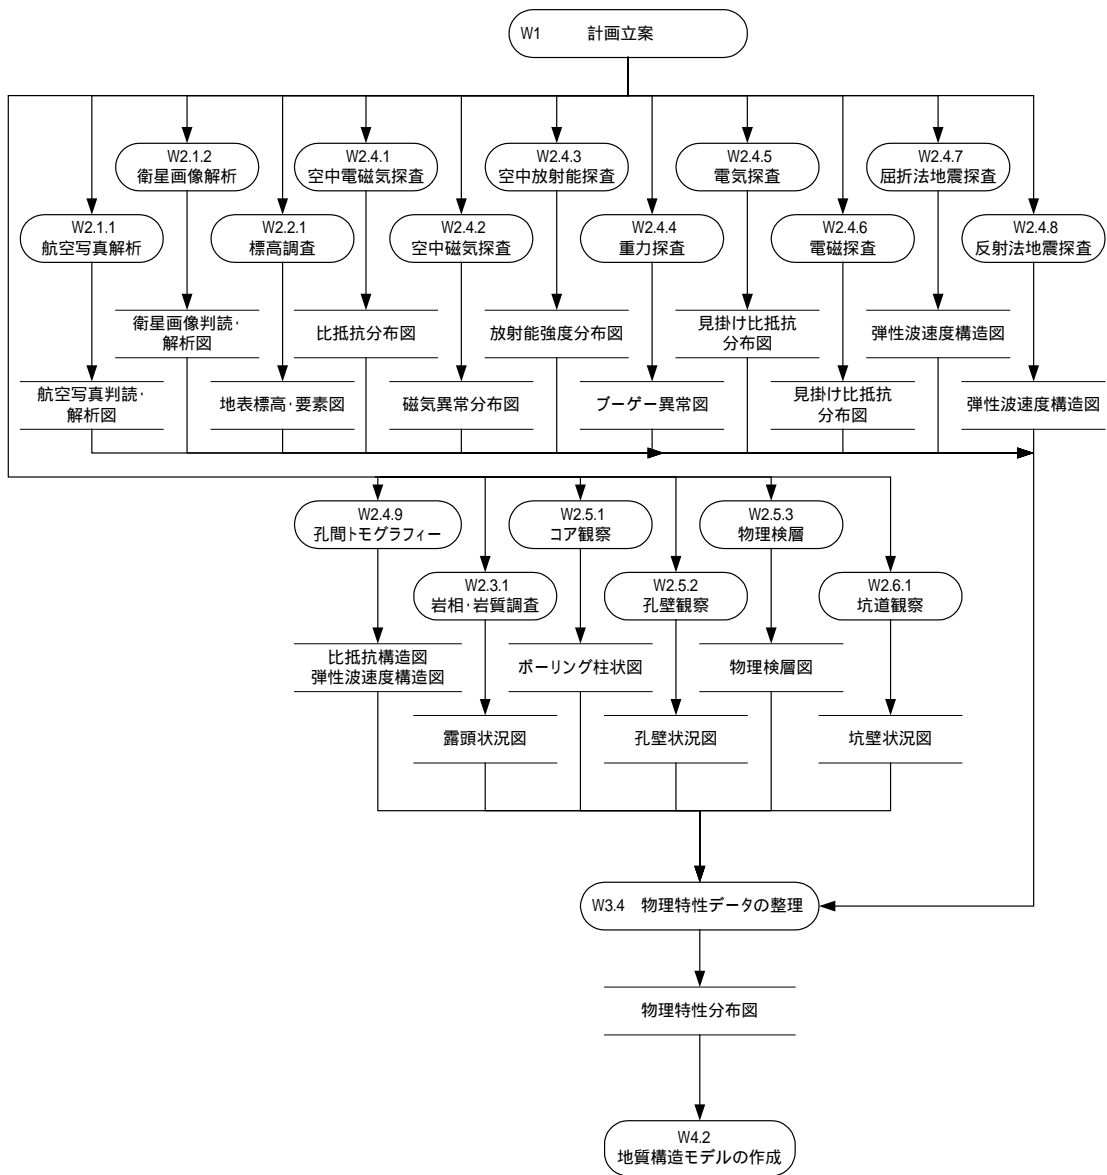 W1 計画立案
W2.1.2
衛星画像解析
W2.4.1
空中電磁気探査
W2.4.3
空中放射能探査
W2.4.5
電気探査
W2.4.7
屈折法地震探査
W2.1.1
航空写真解析
W2.2.1
標高調査
W2.4.2
空中磁気探査
W2.4.4
重力探査
W2.4.6
電磁探査
W2.4.8
反射法地震探査
衛星画像判読・
解析図
比抵抗分布図
放射能強度分布図
見掛け比抵抗
分布図
弾性波速度構造図
航空写真判読・
解析図
地表標高・要素図
磁気異常分布図
ブーゲー異常図
見掛け比抵抗
分布図
弾性波速度構造図
W2.4.9
孔間トモグラフィー
W2.5.1
コア観察
W2.5.3
物理検層
W2.3.1
岩相・岩質調査
W2.5.2
孔壁観察
W2.6.1
坑道観察
比抵抗構造図
弾性波速度構造図
ボーリング柱状図
物理検層図
露頭状況図
孔壁状況図
坑壁状況図
W3.4 物理特性データの整理
物理特性分布図
W4.2
地質構造モデルの作成